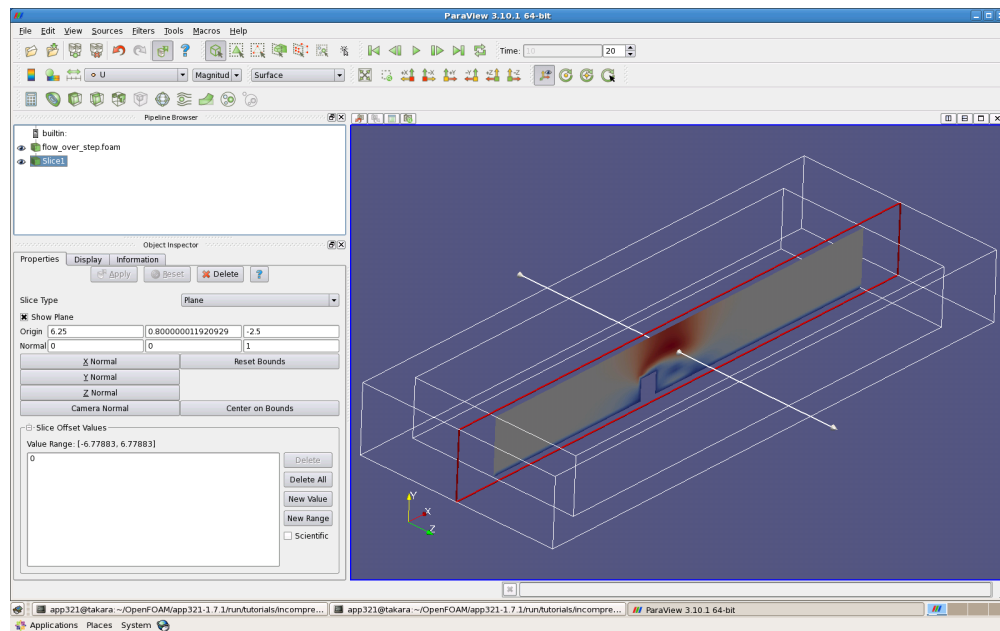 ParaView 3.10.1 64-bit
File Edit View Sources Filters Tools Macros Help
Time: 10 20
U Magnitud Surface
Pipeline Browser
builtin:
flow_over_step.foam
Slice1
Object Inspector
Properties Display Information
Apply Reset Delete ?
Slice Type Plane
Show Plane
Origin 6.25 0.800000011920929 -2.5
Normal 0 0 1
X Normal Reset Bounds
Y Normal
Z Normal
Camera Normal Center on Bounds
Slice Offset Values
Value Range: [-6.77883, 6.77883]
0
Delete
Delete All
New Value
New Range
Scientific
Y
X
Z
app321@takara:~/OpenFOAM/app321-1.7.1/run/tutorials/incompre... app321@takara:~/OpenFOAM/app321-1.7.1/run/tutorials/incompre... ParaView 3.10.1 64-bit
Applications Places System